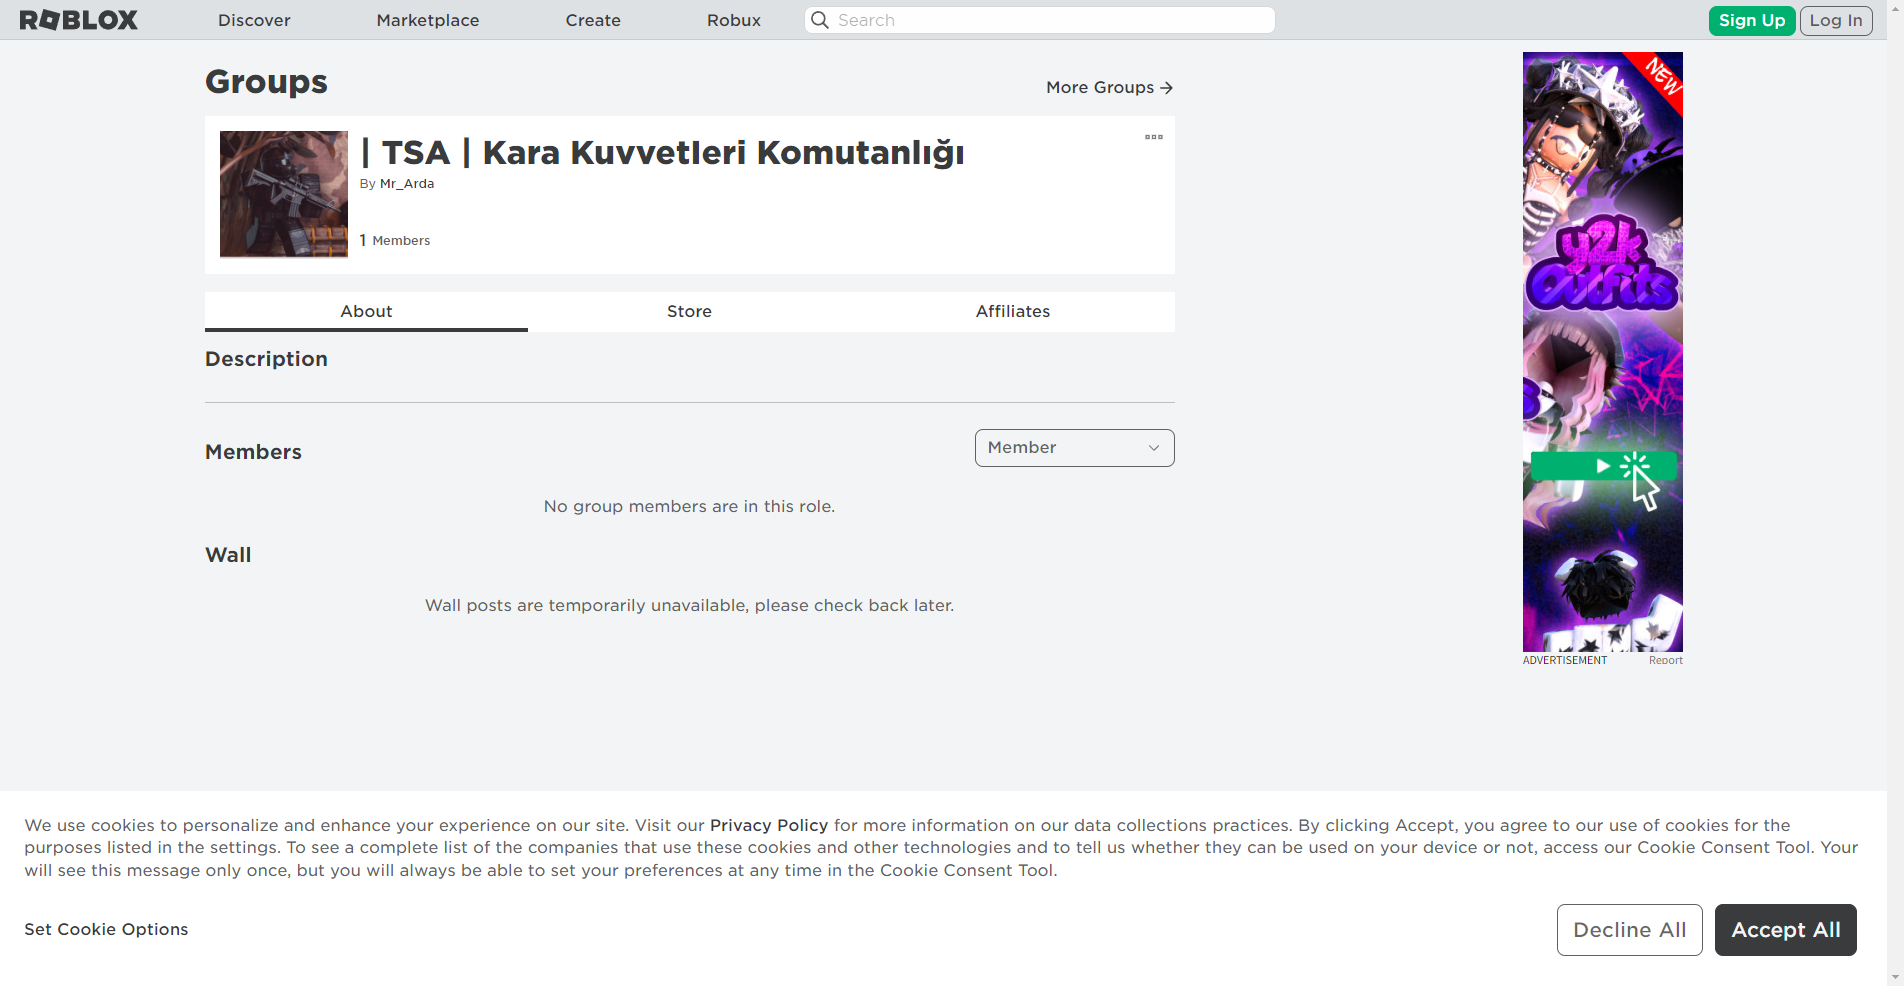 ROBLOX
Discover
Marketplace
Create
Robux
Search
Sign Up
Log In
Groups
More Groups →
| TSA | Kara Kuvvetleri Komutanlığı
By Mr_Arda
1 Members
About
Store
Affiliates
Description
Members
Member
No group members are in this role.
Wall
Wall posts are temporarily unavailable, please check back later.
NEW
y2k
Outfits
ADVERTISEMENT
Report
We use cookies to personalize and enhance your experience on our site. Visit our Privacy Policy for more information on our data collections practices. By clicking Accept, you agree to our use of cookies for the
purposes listed in the settings. To see a complete list of the companies that use these cookies and other technologies and to tell us whether they can be used on your device or not, access our Cookie Consent Tool. Your
will see this message only once, but you will always be able to set your preferences at any time in the Cookie Consent Tool.
Set Cookie Options
Decline All
Accept All